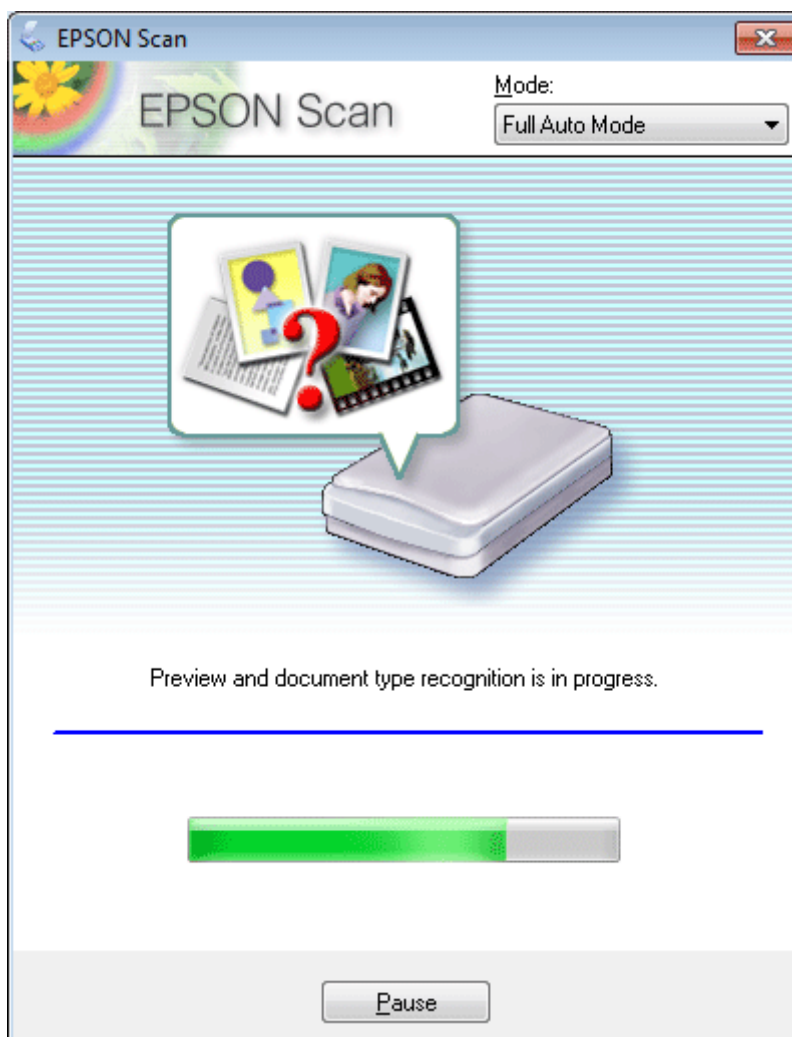 EPSON Scan
EPSON Scan
Mode:
Full Auto Mode
?
Preview and document type recognition is in progress.
Pause